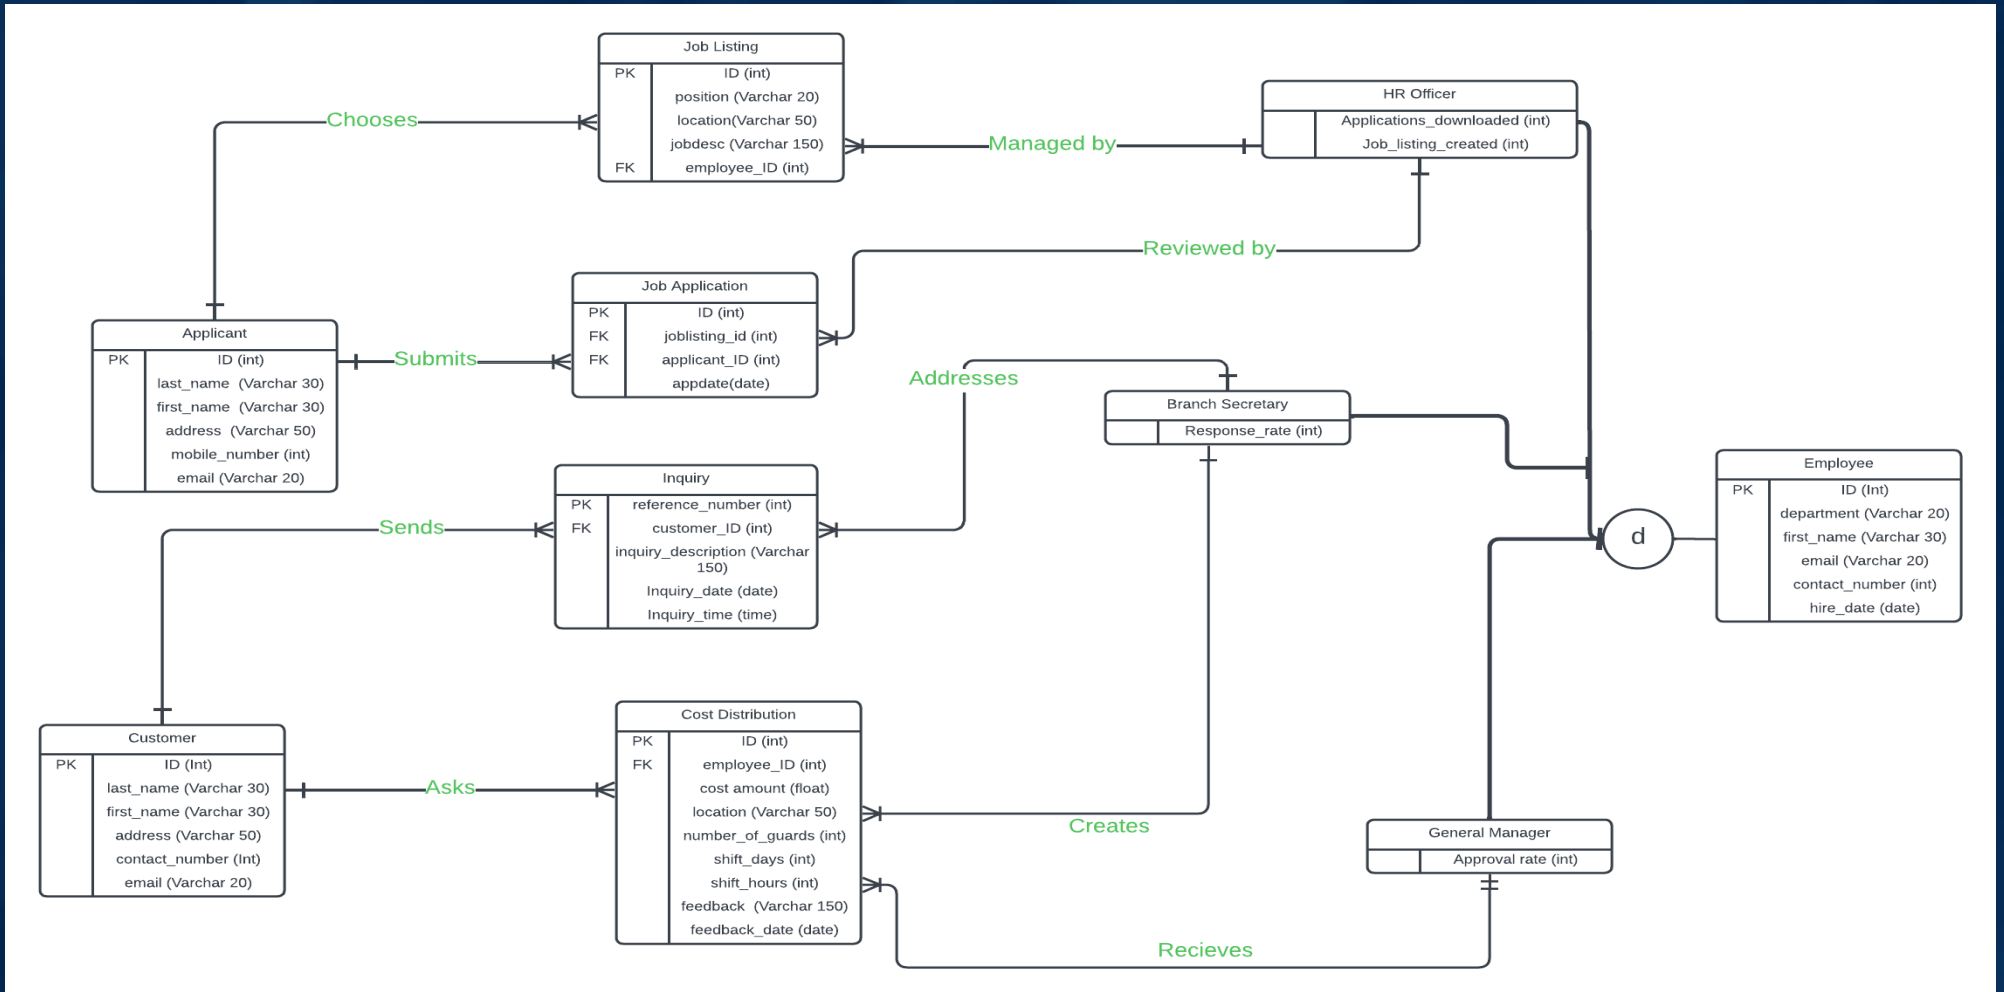 Job Listing
PK ID (int)
position (Varchar 20)
location(Varchar 50)
jobdesc (Varchar 150)
FK employee_ID (int)
Chooses
Managed by
HR Officer
Applications_downloaded (int)
Job_listing_created (int)
Reviewed by
Job Application
PK ID (int)
FK joblisting_id (int)
FK applicant_ID (int)
appdate(date)
Applicant
PK ID (int)
last_name (Varchar 30)
first_name (Varchar 30)
address (Varchar 50)
mobile_number (int)
email (Varchar 20)
Submits
Addresses
Branch Secretary
Response_rate (int)
Inquiry
PK reference_number (int)
FK customer_ID (int)
inquiry_description (Varchar
150)
Inquiry_date (date)
Inquiry_time (time)
Sends
Employee
PK ID (Int)
department (Varchar 20)
first_name (Varchar 30)
email (Varchar 20)
contact_number (int)
hire_date (date)
d
Customer
PK ID (Int)
last_name (Varchar 30)
first_name (Varchar 30)
address (Varchar 50)
contact_number (Int)
email (Varchar 20)
Asks
Cost Distribution
PK ID (int)
FK employee_ID (int)
cost amount (float)
location (Varchar 50)
number_of_guards (int)
shift_days (int)
shift_hours (int)
feedback (Varchar 150)
feedback_date (date)
Creates
General Manager
Approval rate (int)
Recieves